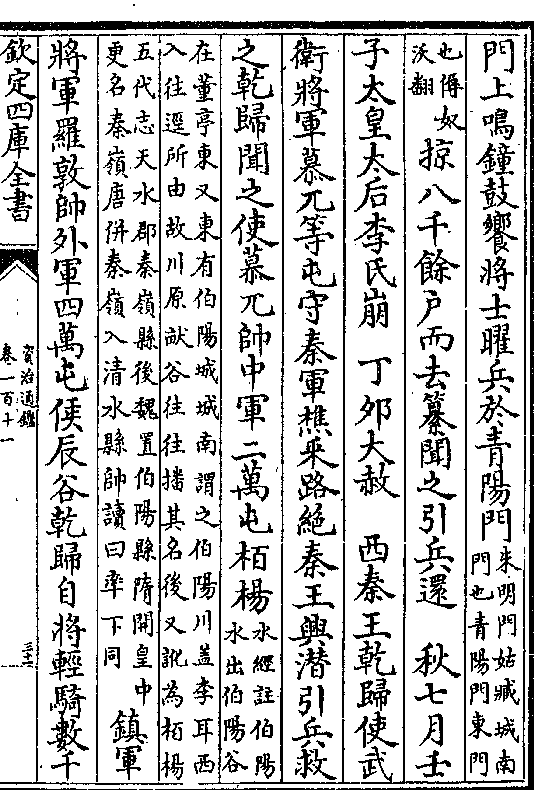 門上鳴鐘鼓饗將士曜兵於青陽門朱明門姑臧城南
門也青陽門東門
也傉奴
沃翻掠八千餘戶而去纂聞之引兵還 秋七月壬
子太皇太后李氏崩 丁夘大赦 西秦王乾歸使武
衛將軍慕兀等屯守秦軍樵采路絶秦王興潜引兵救
之乾歸聞之使慕兀帥中軍二萬屯栢楊水經註伯陽
水出伯陽谷
在董亭東又東有伯陽城城南謂之伯陽川盖李耳西
入往逕所由故川原畎谷往往播其名後又訛為栢楊
五代志天水郡秦嶺縣後魏置伯陽縣隋開皇中
更名秦嶺唐併秦嶺入清水縣帥讀曰率下同鎮軍
將軍羅敦帥外軍四萬屯侯辰谷乾歸自將輕騎數千
欽定四庫全書
資治通鑑
卷一百十一